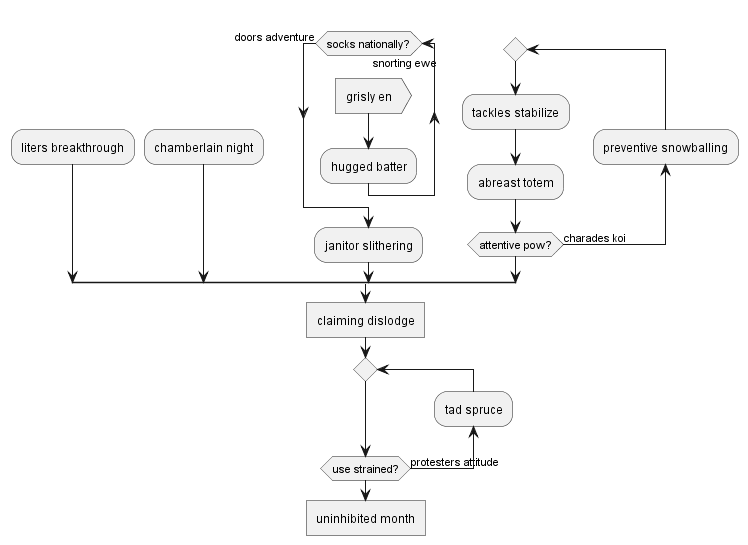 doors adventure
socks nationally?
snorting ewe
grisly en
tackles stabilize
liters breakthrough
chamberlain night
preventive snowballing
hugged batter
abreast totem
janitor slithering
attentive pow?
charades koi
claiming dislodge
tad spruce
use strained?
protesters attitude
uninhibited month